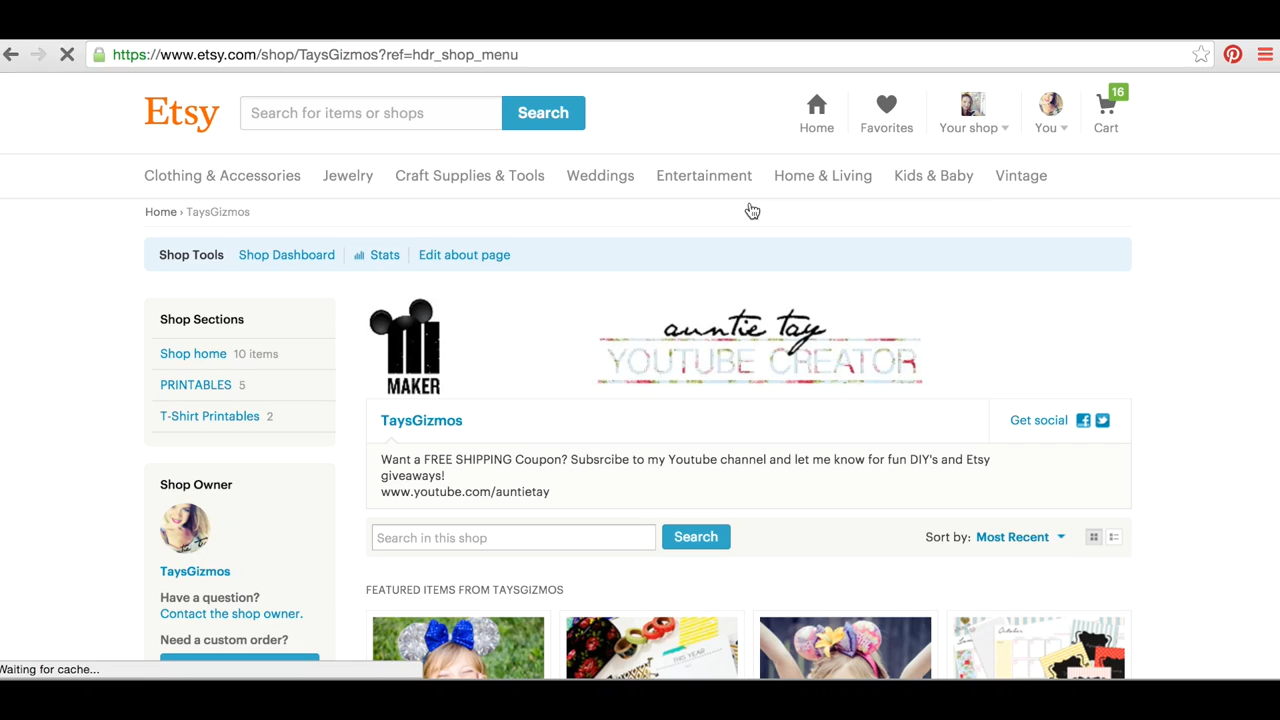 https://www.etsy.com/shop/TaysGizmos?ref=hdr_shop_menu
16
Etsy
Search for items or shops
Search
Home
Favorites
Your shop
You
Cart
Clothing & Accessories
Jewelry
Craft Supplies & Tools
Weddings
Entertainment
Home & Living
Kids & Baby
Vintage
Home › TaysGizmos
Shop Tools
Shop Dashboard
Stats
Edit about page
Shop Sections
Shop home 10 items
PRINTABLES 5
T-Shirt Printables 2
MAKER
auntie tay
YOUTUBE CREATOR
TaysGizmos
Get social
Want a FREE SHIPPING Coupon? Subsrcibe to my Youtube channel and let me know for fun DIY's and Etsy
giveaways!
www.youtube.com/auntietay
Search in this shop
Search
Sort by: Most Recent
Shop Owner
TaysGizmos
Have a question?
Contact the shop owner.
Need a custom order?
FEATURED ITEMS FROM TAYSGIZMOS
THIS YEAR
October
Waiting for cache...